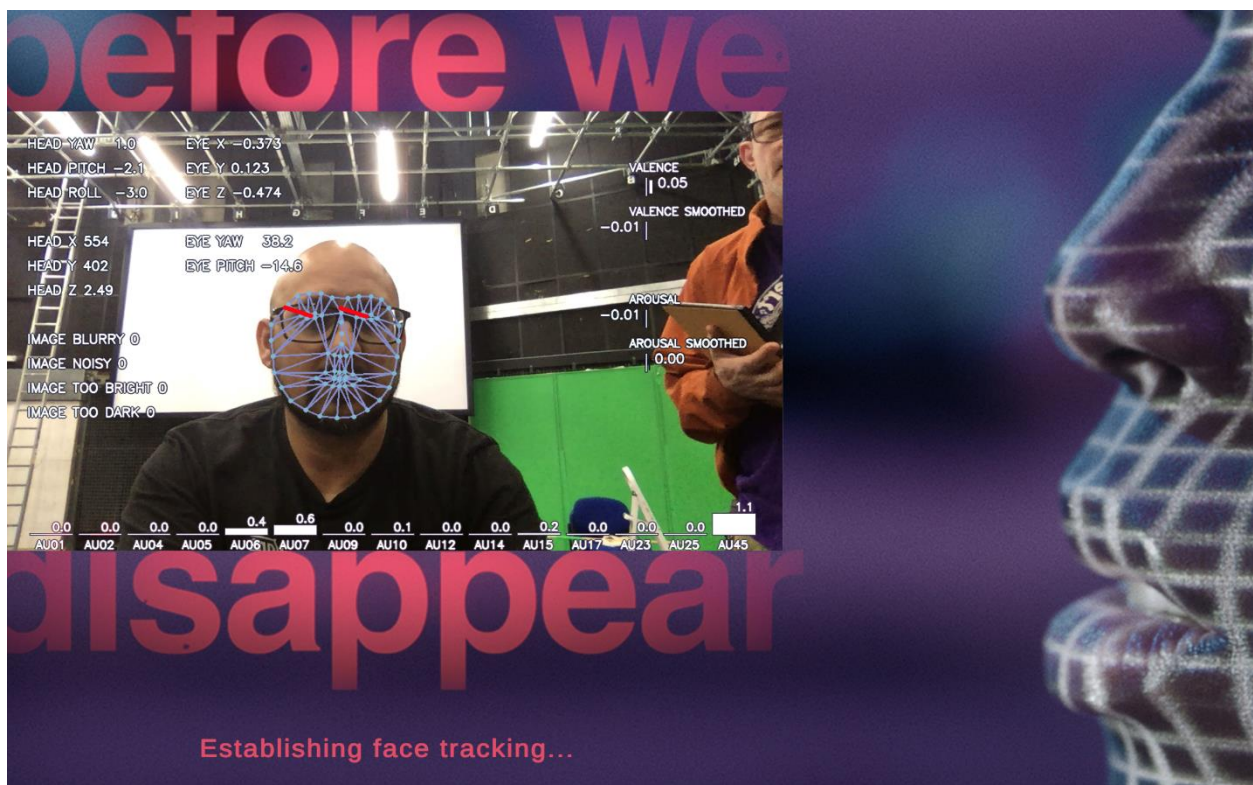 before we
HEAD YAW 1.0
EYE X -0.373
HEAD PITCH -2.1
EYE Y 0.123
HEAD ROLL -3.0
EYE Z -0.474
HEAD X 554
EYE YAW 38.2
HEAD Y 402
EYE PITCH -14.6
HEAD Z 2.49
IMAGE BLURRY 0
IMAGE NOISY 0
IMAGE TOO BRIGHT 0
IMAGE TOO DARK 0
VALENCE
0.05
VALENCE SMOOTHED
-0.01
AROUSAL
-0.01
AROUSAL SMOOTHED
0.00
H G F E D C
0.0 0.0 0.0 0.0 0.4 0.6 0.0 0.1 0.0 0.0 0.2 0.0 0.0 0.0 1.1
AU01 AU02 AU04 AU05 AU06 AU07 AU09 AU10 AU12 AU14 AU15 AU17 AU23 AU25 AU45
disappear
Establishing face tracking...